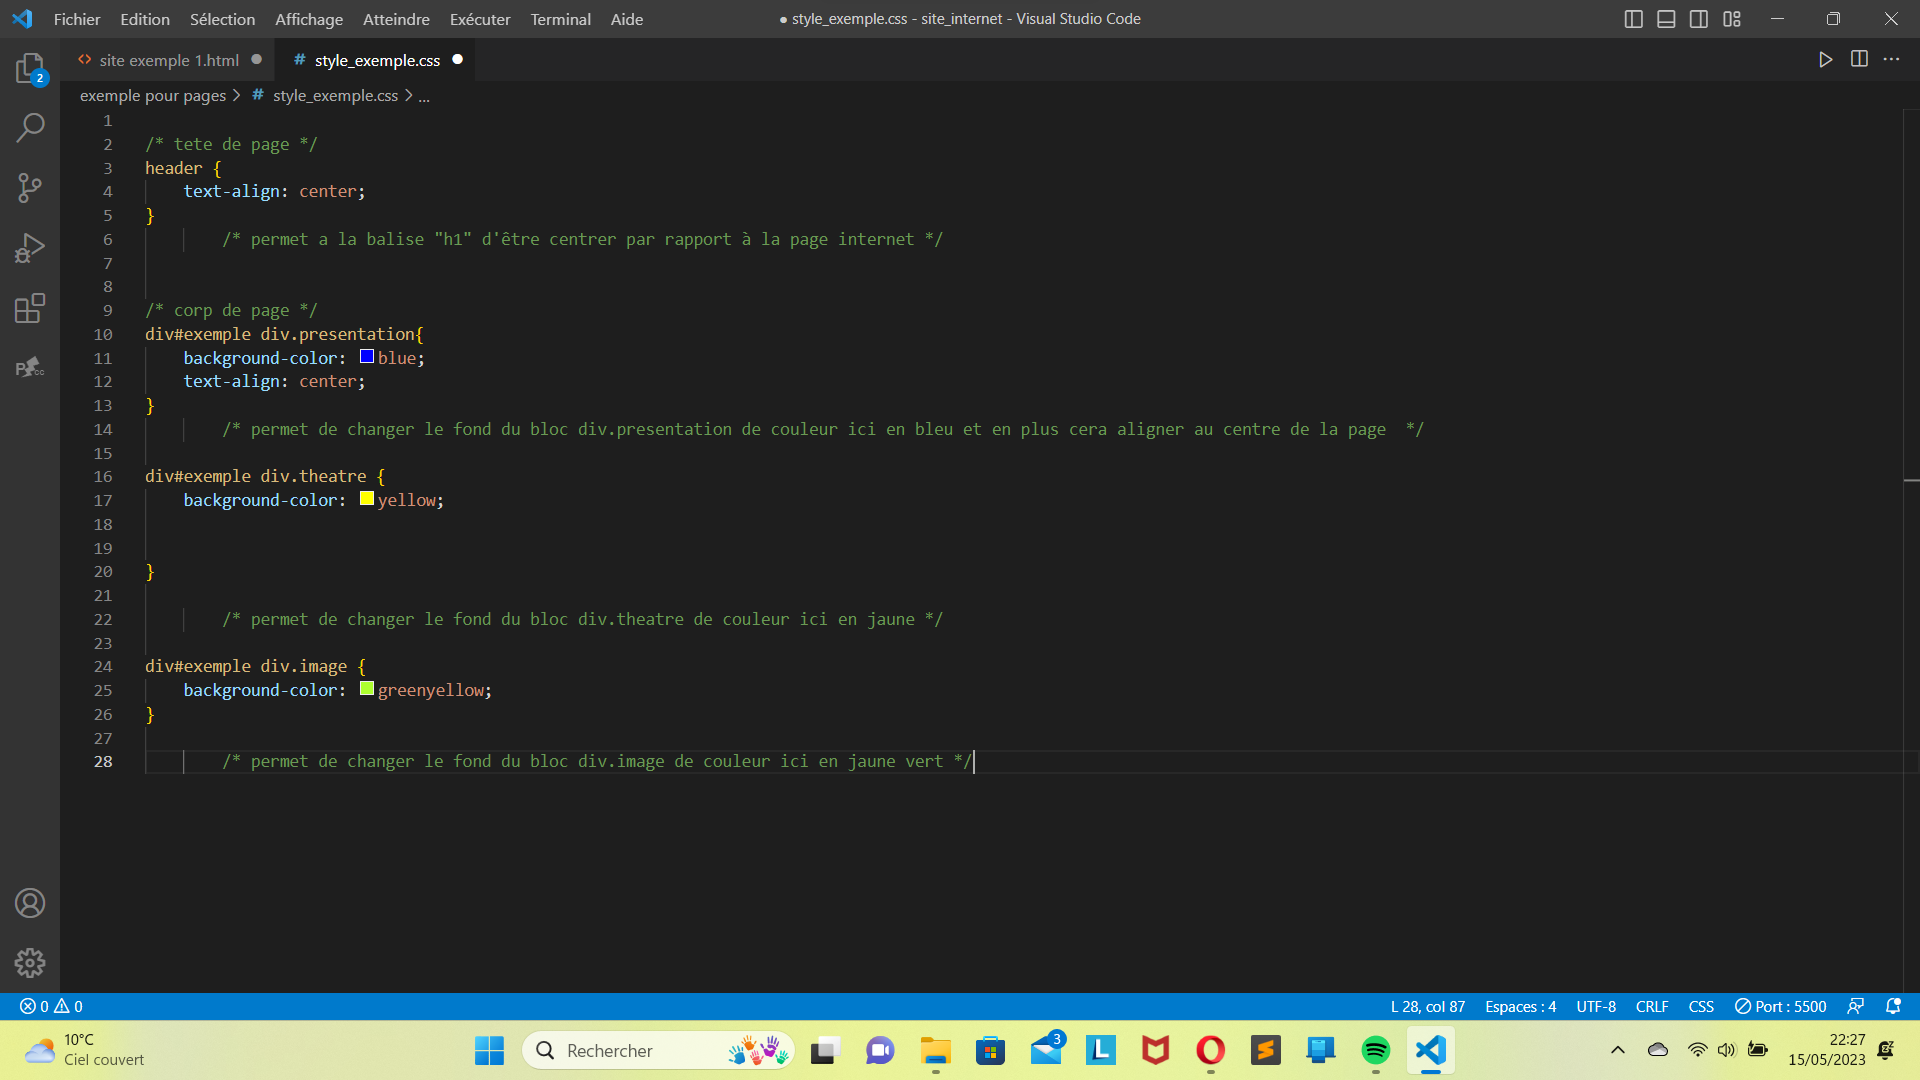 Fichier Edition Sélection Affichage Atteindre Exécuter Terminal Aide
● style_exemple.css - site_internet - Visual Studio Code
site exemple 1.html
# style_exemple.css
exemple pour pages > # style_exemple.css > ...
2
1
2 /* tete de page */
3 header {
4 text-align: center;
5 }
6 /* permet a la balise "h1" d'être centrer par rapport à la page internet */
7
8
9 /* corp de page */
10 div#exemple div.presentation{
11 background-color: blue;
12 text-align: center;
13 }
14 /* permet de changer le fond du bloc div.presentation de couleur ici en bleu et en plus cera aligner au centre de la page  */
15
16 div#exemple div.theatre {
17 background-color: yellow;
18
19
20 }
21
22 /* permet de changer le fond du bloc div.theatre de couleur ici en jaune */
23
24 div#exemple div.image {
25 background-color: greenyellow;
26 }
27
28 /* permet de changer le fond du bloc div.image de couleur ici en jaune vert */
0 0
L 28, col 87 Espaces : 4 UTF-8 CRLF CSS Port : 5500
10°C
Ciel couvert
Rechercher
3
L
22:27
15/05/2023